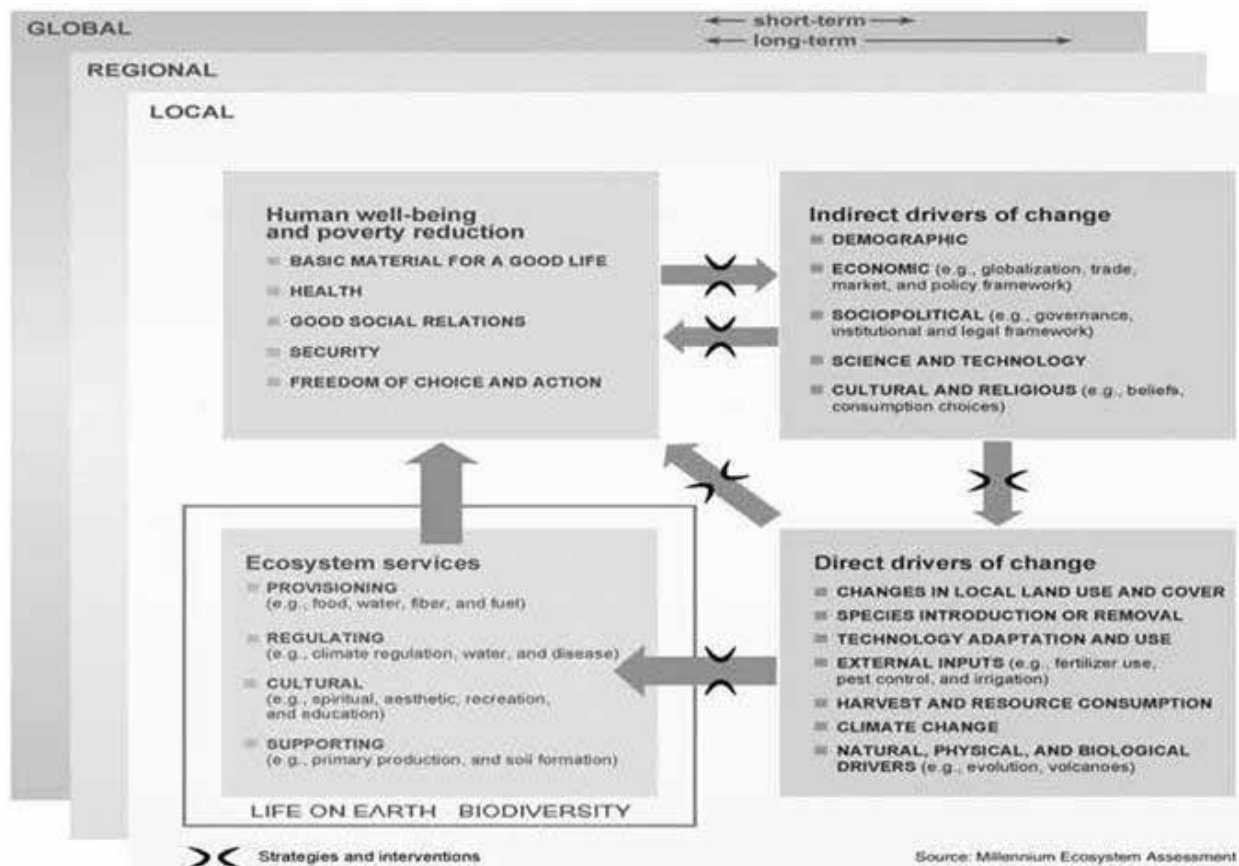 GLOBAL
short-term
long-term
REGIONAL
LOCAL
Human well-being
and poverty reduction
BASIC MATERIAL FOR A GOOD LIFE
HEALTH
GOOD SOCIAL RELATIONS
SECURITY
FREEDOM OF CHOICE AND ACTION
Indirect drivers of change
DEMOGRAPHIC
ECONOMIC (e.g., globalization, trade,
market, and policy framework)
SOCIOPOLITICAL (e.g., governance,
institutional and legal framework)
SCIENCE AND TECHNOLOGY
CULTURAL AND RELIGIOUS (e.g., beliefs,
consumption choices)
Ecosystem services
PROVISIONING
(e.g., food, water, fiber, and fuel)
REGULATING
(e.g., climate regulation, water, and disease)
CULTURAL
(e.g., spiritual, aesthetic, recreation,
and education)
SUPPORTING
(e.g., primary production, and soil formation)
LIFE ON EARTH BIODIVERSITY
Direct drivers of change
CHANGES IN LOCAL LAND USE AND COVER
SPECIES INTRODUCTION OR REMOVAL
TECHNOLOGY ADAPTATION AND USE
EXTERNAL INPUTS (e.g., fertilizer use,
pest control, and irrigation)
HARVEST AND RESOURCE CONSUMPTION
CLIMATE CHANGE
NATURAL, PHYSICAL, AND BIOLOGICAL
DRIVERS (e.g., evolution, volcanoes)
Strategies and interventions
Source: Millennium Ecosystem Assessment